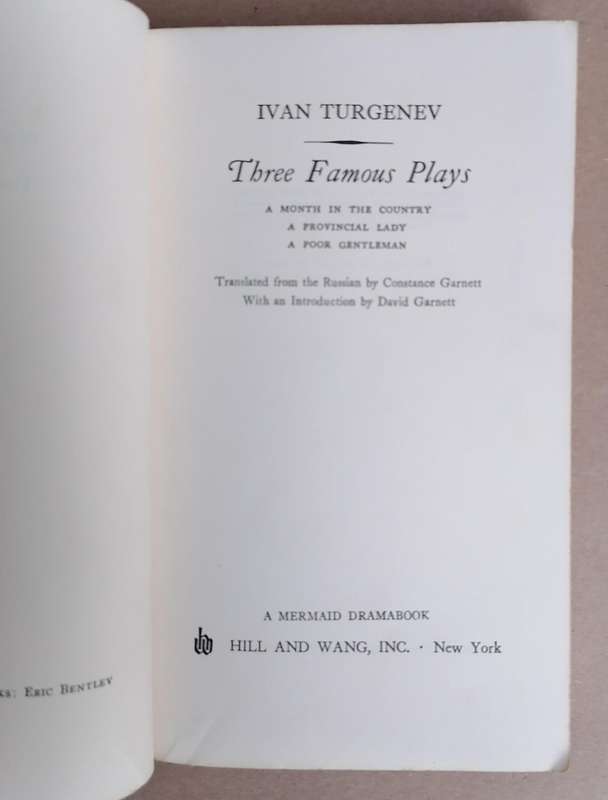 IVAN TURGENEV
Three Famous Plays
A MONTH IN THE COUNTRY
A PROVINCIAL LADY
A POOR GENTLEMAN
Translated from the Russian by Constance Garnett
With an Introduction by David Garnett
A MERMAID DRAMABOOK
HILL AND WANG, INC. · New York
: ERIC BENTLEY